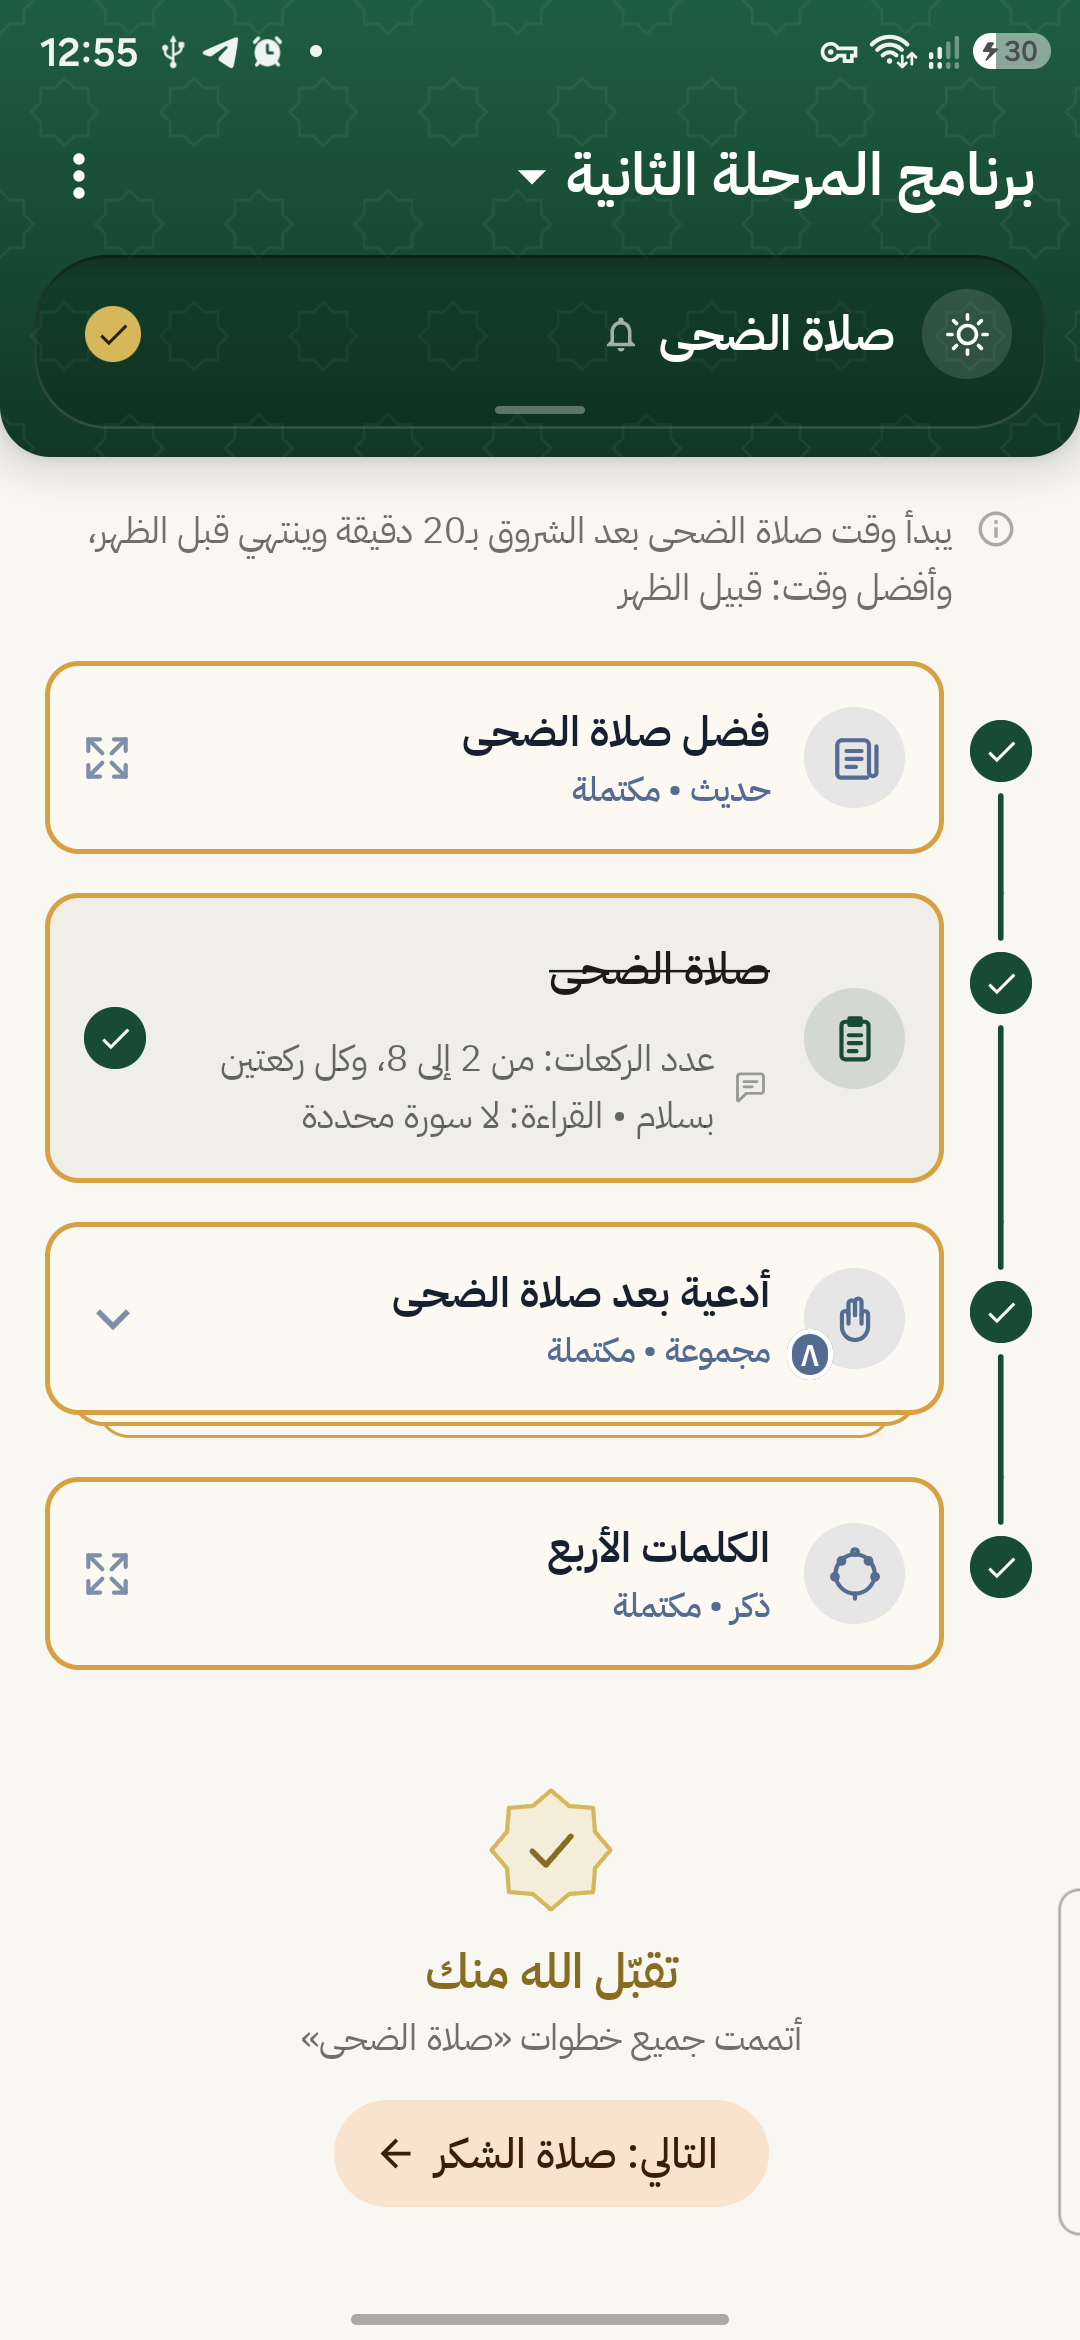 12:55
30
برنامج المرحلة الثانية
صلاة الضحى
يبدأ وقت صلاة الضحى بعد الشروق بـ20 دقيقة وينتهي قبل الظهر،
وأفضل وقت: قبيل الظهر
فضل صلاة الضحى
حديث • مكتملة
صلاة الضحى
عدد الركعات: من 2 إلى 8، وكل ركعتين
بسلام • القراءة: لا سورة محددة
أدعية بعد صلاة الضحى
مجموعة • مكتملة
٨
الكلمات الأربع
ذكر • مكتملة
تقبّل الله منك
أتممت جميع خطوات «صلاة الضحى»
التالي: صلاة الشكر